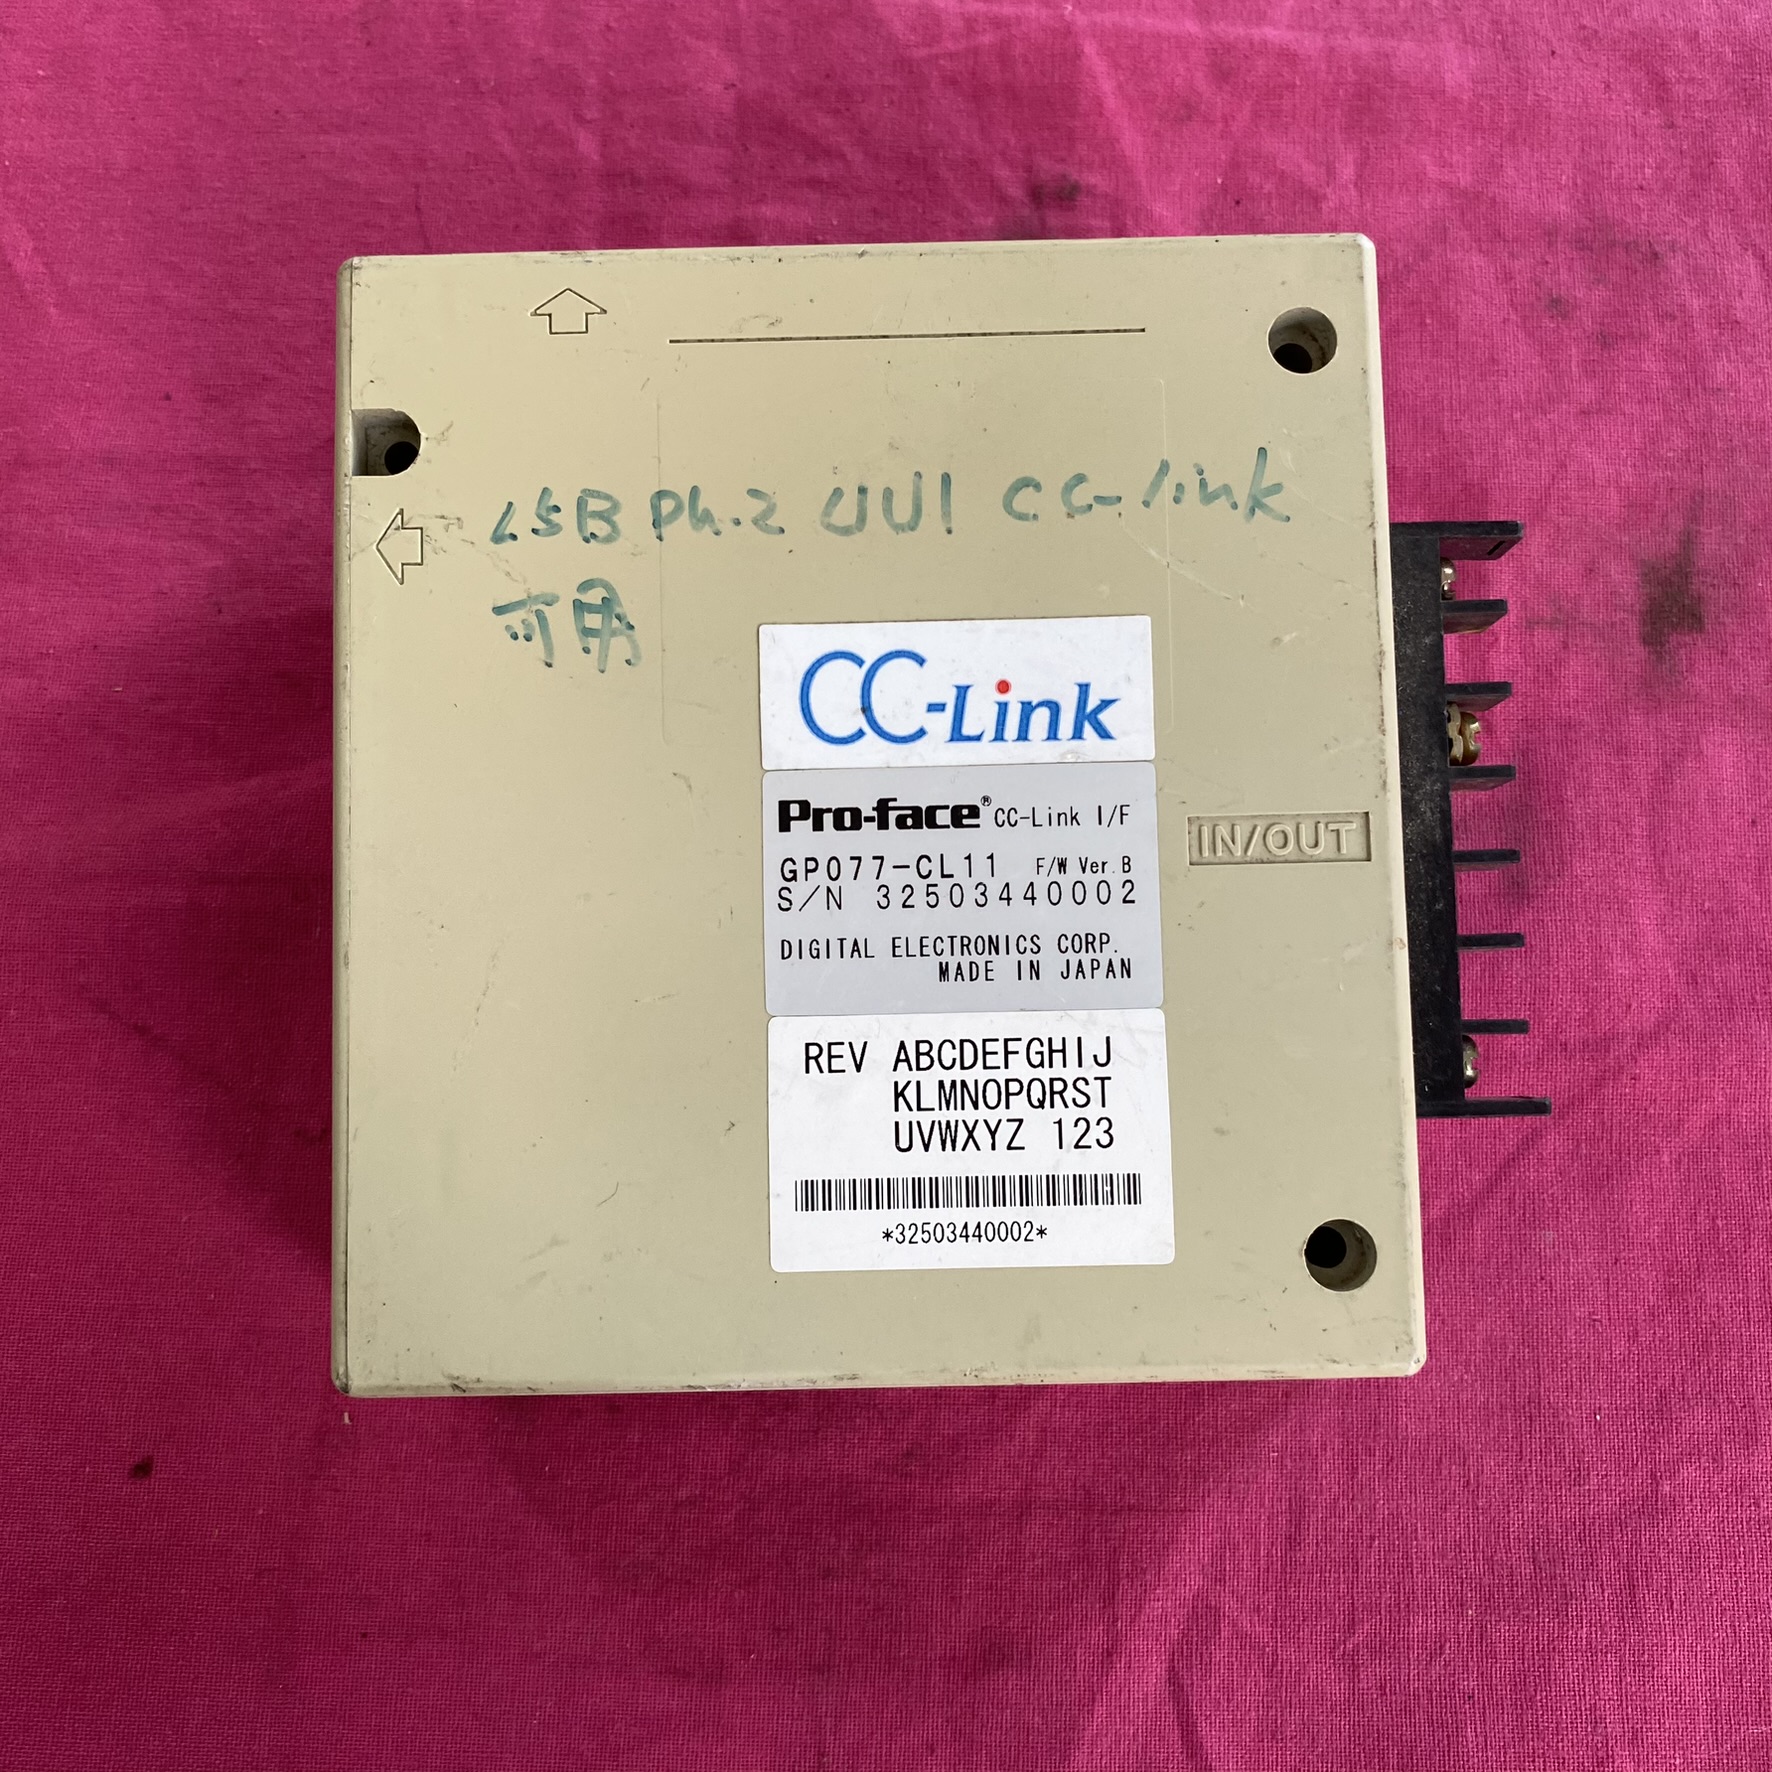 L5B Ph.2 UU1 CC-link
可用
CC-Link
Pro-face® CC-Link I/F
GP077-CL11 F/W Ver.B
S/N 32503440002
IN/OUT
DIGITAL ELECTRONICS CORP.
MADE IN JAPAN
REV ABCDEFGHIJ
KLMNOPQRST
UVWXYZ 123
*32503440002*